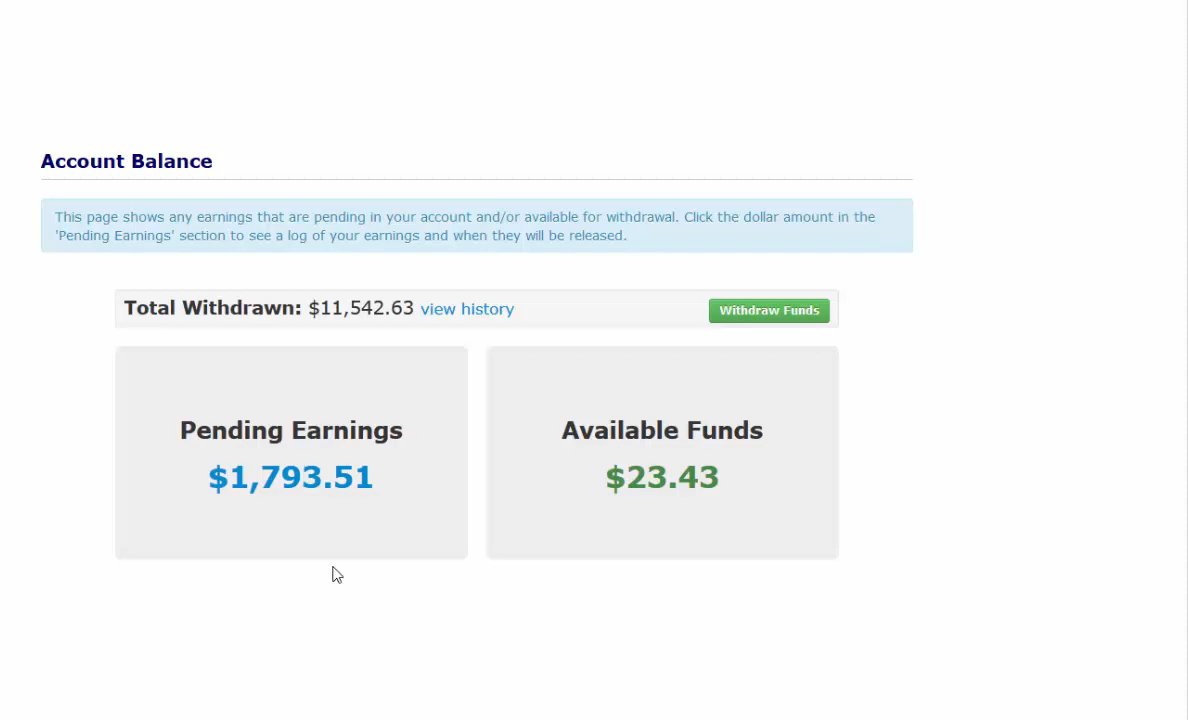 Account Balance
This page shows any earnings that are pending in your account and/or available for withdrawal. Click the dollar amount in the
'Pending Earnings' section to see a log of your earnings and when they will be released.
Total Withdrawn: $11,542.63 view history
Withdraw Funds
Pending Earnings
$1,793.51
Available Funds
$23.43